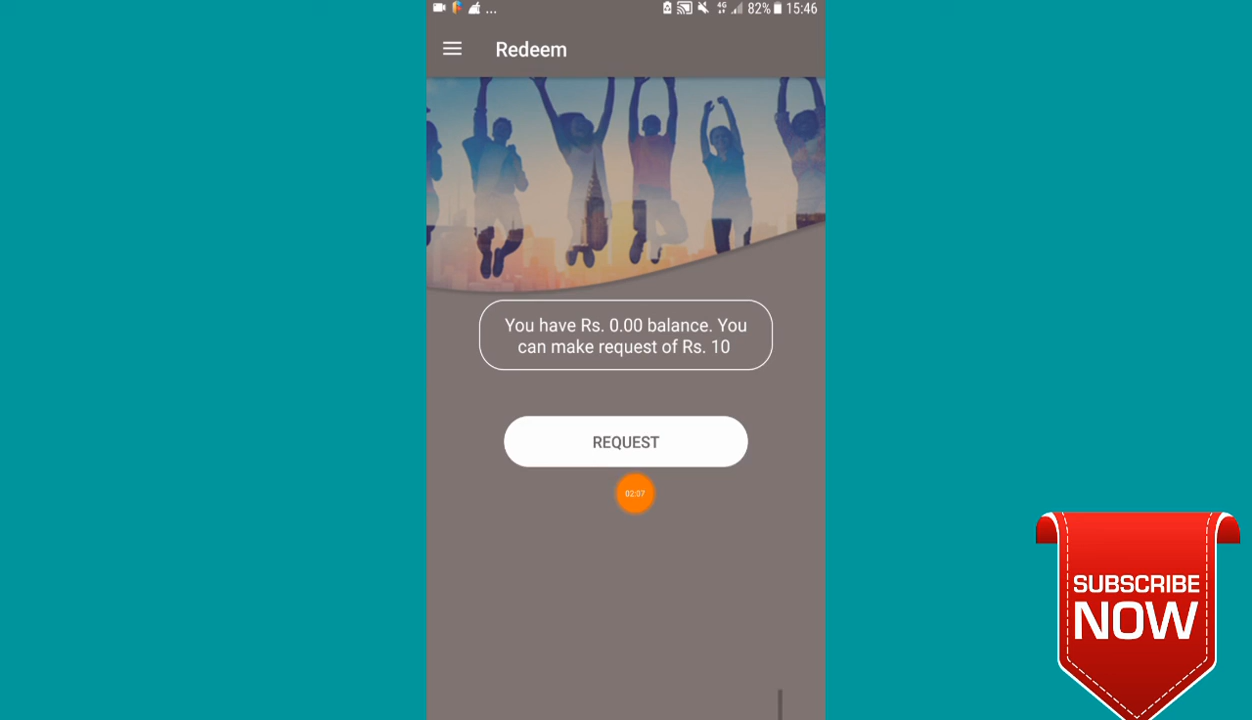 ... 4G 82% 15:46
Redeem
You have Rs. 0.00 balance. You
can make request of Rs. 10
REQUEST
02:07
SUBSCRIBE
NOW